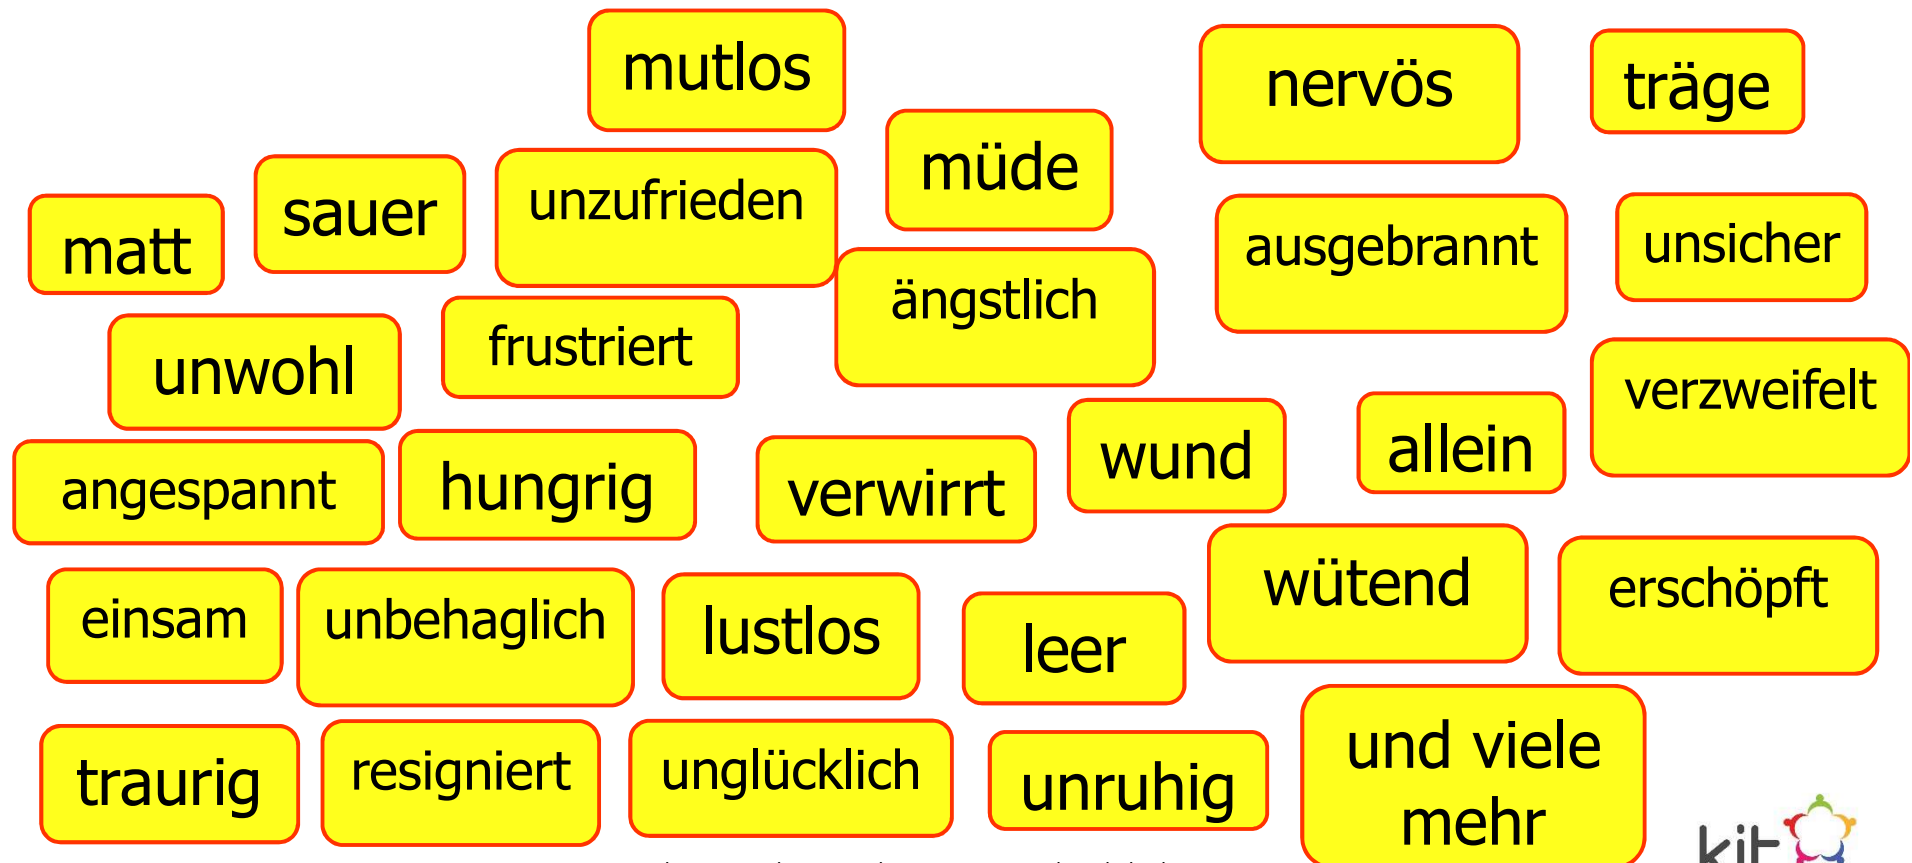 mutlos
nervös
träge
müde
sauer
unzufrieden
matt
ausgebrannt
unsicher
ängstlich
unwohl
frustriert
verzweifelt
wund
allein
angespannt
hungrig
verwirrt
wütend
erschöpft
einsam
unbehaglich
lustlos
leer
traurig
resigniert
unglücklich
unruhig
und viele
mehr
kit